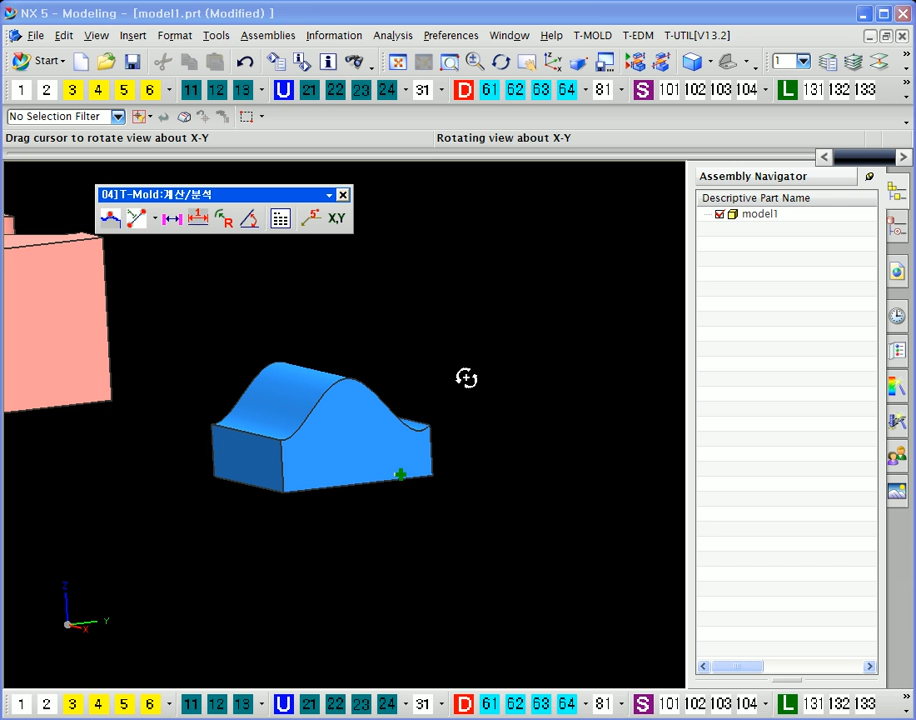 NX 5 - Modeling - [model1.prt (Modified) ]
File Edit View Insert Format Tools Assemblies Information Analysis Preferences Window Help T-MOLD T-EDM T-UTIL[V13.2]
Start 1
1 2 3 4 5 6 11 12 13 U 21 22 23 24 31 D 61 62 63 64 81 S 101 102 103 104 L 131 132 133
No Selection Filter
Drag cursor to rotate view about X-Y Rotating view about X-Y
Assembly Navigator
04]T-Mold:계산/분석
Descriptive Part Name
model1
1 R 5° X,Y
Z
Y
X
1 2 3 4 5 6 11 12 13 U 21 22 23 24 31 D 61 62 63 64 81 S 101 102 103 104 L 131 132 133